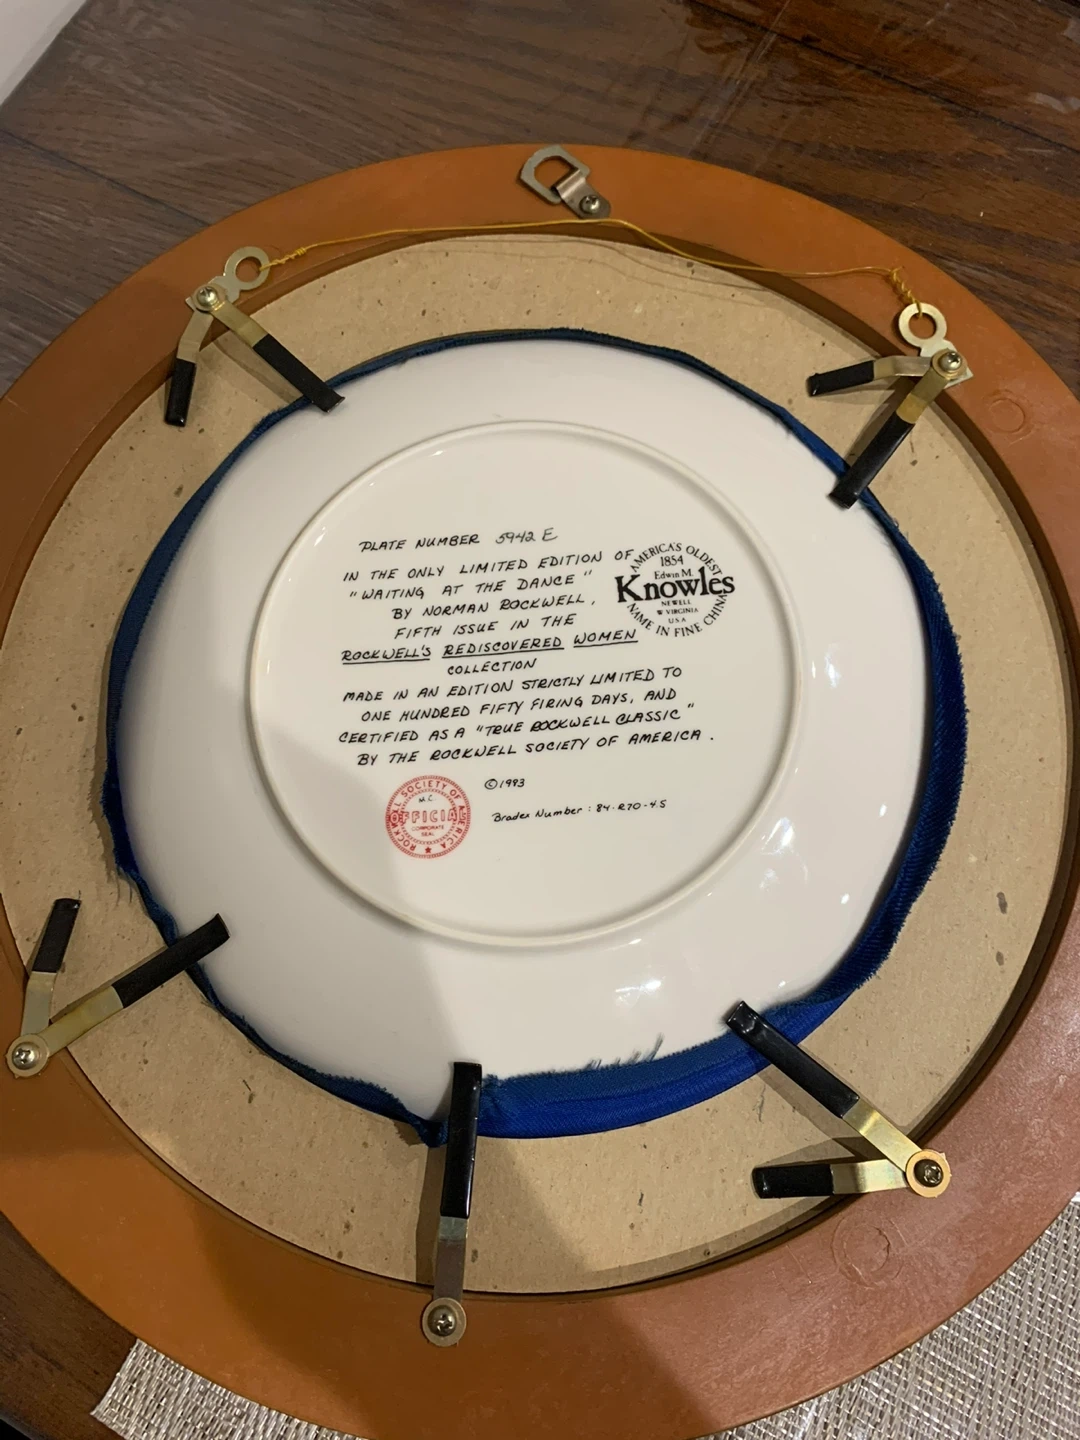 PLATE NUMBER 5942 E
IN THE ONLY LIMITED EDITION OF
"WAITING AT THE DANCE"
BY NORMAN ROCKWELL,
FIFTH ISSUE IN THE
ROCKWELL'S REDISCOVERED WOMEN
COLLECTION
MADE IN AN EDITION STRICTLY LIMITED TO
ONE HUNDRED FIFTY FIRING DAYS, AND
CERTIFIED AS A "TRUE ROCKWELL CLASSIC"
BY THE ROCKWELL SOCIETY OF AMERICA.
AMERICA'S OLDEST
1854
Edwin M.
Knowles
NEWELL
W VIRGINIA
U.S.A
NAME IN FINE CHINA
©1983
Bradex Number: 84-R70-4.5
ROCKWELL SOCIETY OF AMERICA
M.C.
OFFICIAL
CORPORATE
SEAL